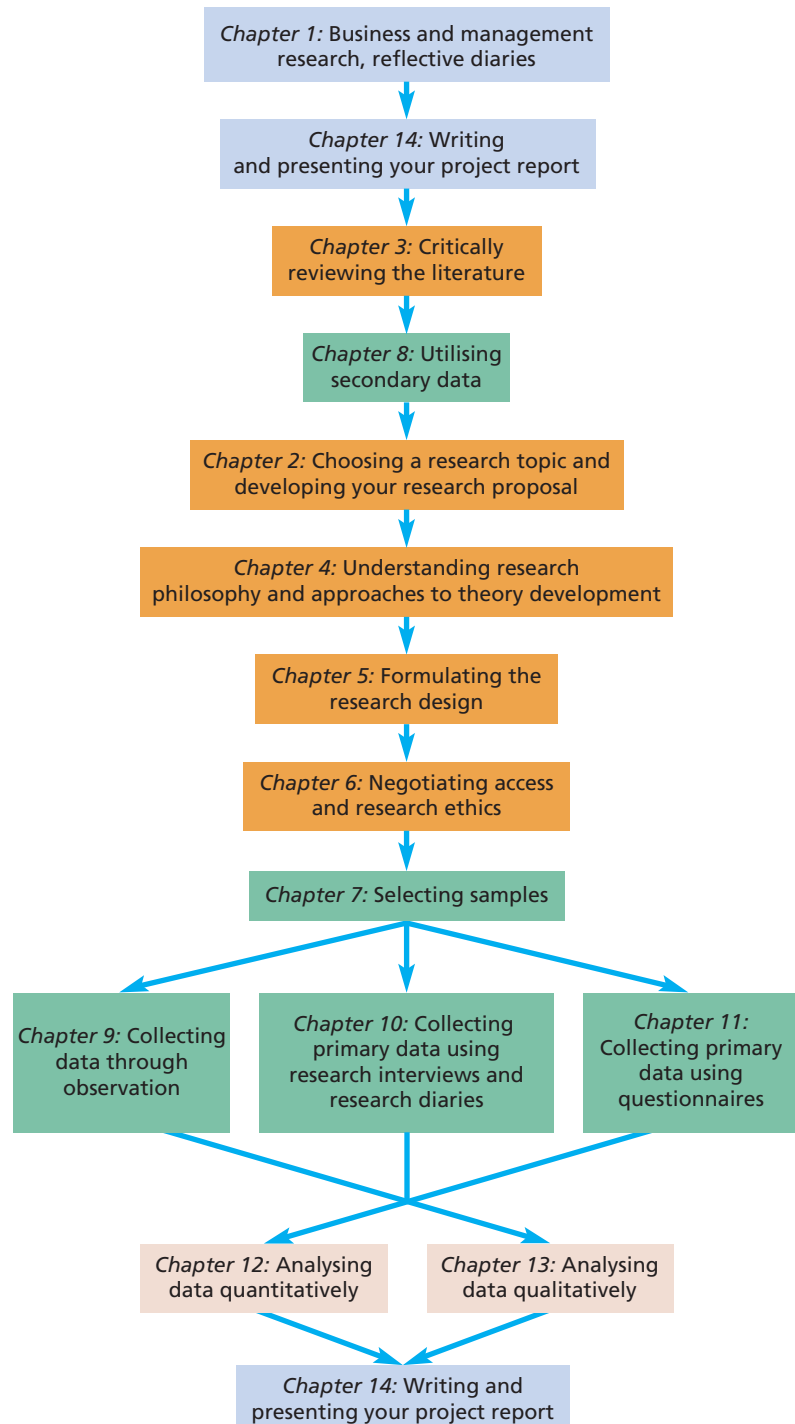 Chapter 1: Business and management
research, reflective diaries
Chapter 14: Writing
and presenting your project report
Chapter 3: Critically
reviewing the literature
Chapter 8: Utilising
secondary data
Chapter 2: Choosing a research topic and
developing your research proposal
Chapter 4: Understanding research
philosophy and approaches to theory development
Chapter 5: Formulating the
research design
Chapter 6: Negotiating access
and research ethics
Chapter 7: Selecting samples
Chapter 9: Collecting
data through
observation
Chapter 10: Collecting
primary data using
research interviews and
research diaries
Chapter 11:
Collecting primary
data using
questionnaires
Chapter 12: Analysing
data quantitatively
Chapter 13: Analysing
data qualitatively
Chapter 14: Writing and
presenting your project report